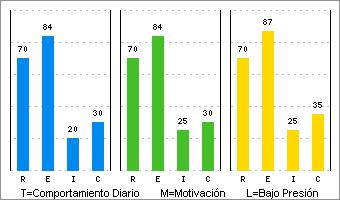 84 84 87
70 70 70
20 30 25 30 25 35
R E I C R E I C R E I C
T=Comportamiento Diario M=Motivación L=Bajo Presión